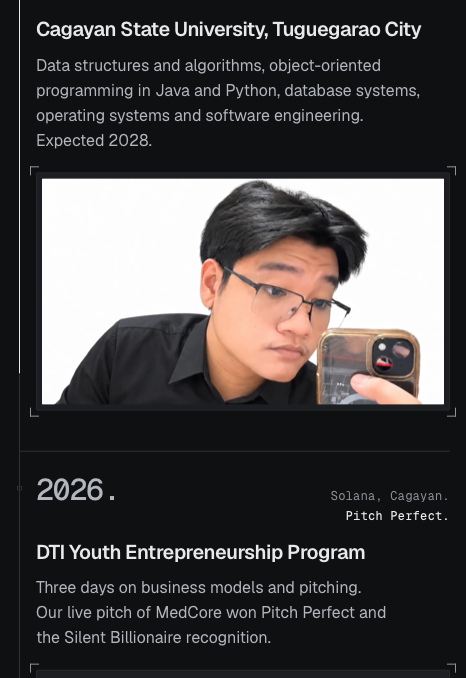 Cagayan State University, Tuguegarao City
Data structures and algorithms, object-oriented
programming in Java and Python, database systems,
operating systems and software engineering.
Expected 2028.
2026.
Solana, Cagayan.
Pitch Perfect.
DTI Youth Entrepreneurship Program
Three days on business models and pitching.
Our live pitch of MedCore won Pitch Perfect and
the Silent Billionaire recognition.